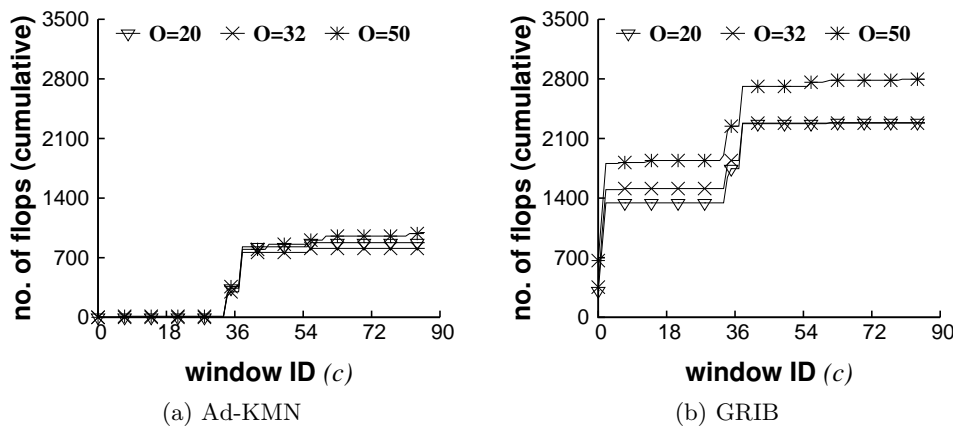 3500
O=20 O=32 O=50
2800
2100
1400
700
0
no. of flops (cumulative)
0 18 36 54 72 90
window ID (c)
(a) Ad-KMN
3500
O=20 O=32 O=50
2800
2100
1400
700
0
no. of flops (cumulative)
0 18 36 54 72 90
window ID (c)
(b) GRIB